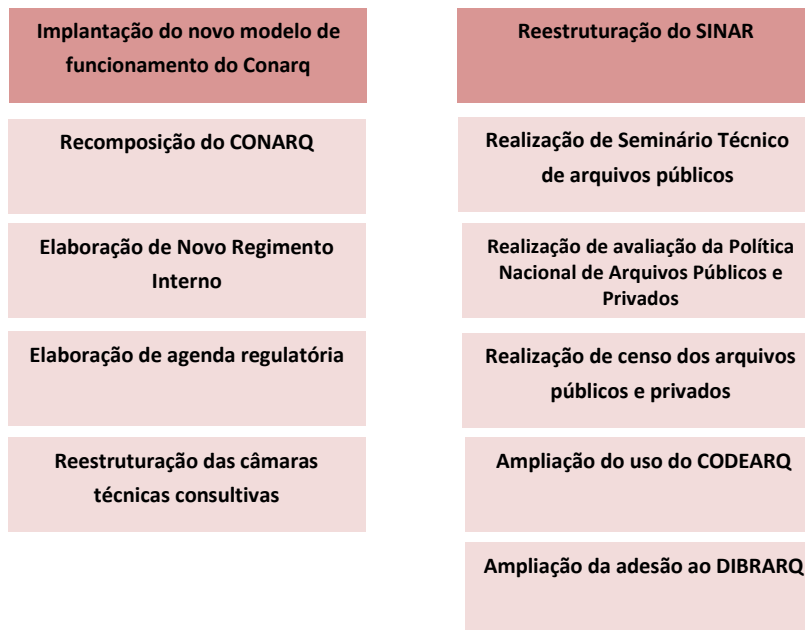 Implantação do novo modelo de
funcionamento do Conarq
Recomposição do CONARQ
Elaboração de Novo Regimento
Interno
Elaboração de agenda regulatória
Reestruturação das câmaras
técnicas consultivas
Reestruturação do SINAR
Realização de Seminário Técnico
de arquivos públicos
Realização de avaliação da Política
Nacional de Arquivos Públicos e
Privados
Realização de censo dos arquivos
públicos e privados
Ampliação do uso do CODEARQ
Ampliação da adesão ao DIBRARQ